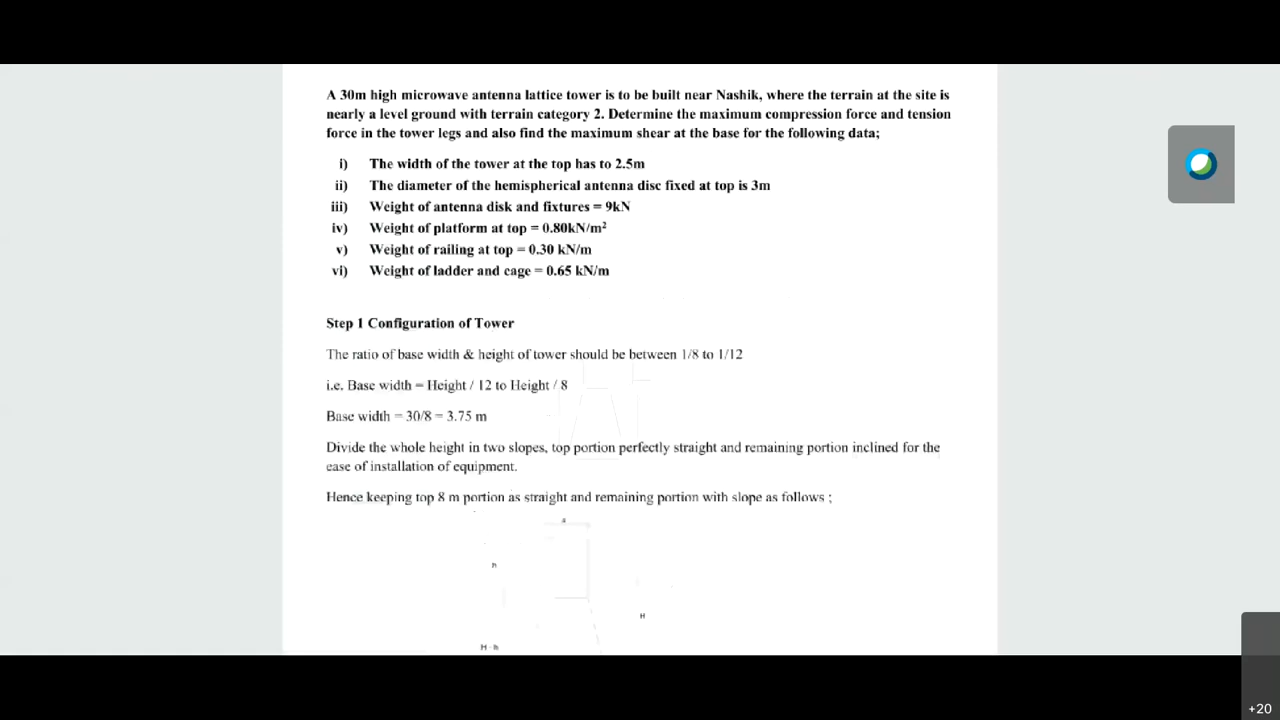 A 30m high microwave antenna lattice tower is to be built near Nashik, where the terrain at the site is
nearly a level ground with terrain category 2. Determine the maximum compression force and tension
force in the tower legs and also find the maximum shear at the base for the following data;
i) The width of the tower at the top has to 2.5m
ii) The diameter of the hemispherical antenna disc fixed at top is 3m
iii) Weight of antenna disk and fixtures = 9kN
iv) Weight of platform at top = 0.80kN/m²
v) Weight of railing at top = 0.30 kN/m
vi) Weight of ladder and cage = 0.65 kN/m
Step 1 Configuration of Tower
The ratio of base width & height of tower should be between 1/8 to 1/12
i.e. Base width = Height / 12 to Height / 8
Base width = 30/8 = 3.75 m
Divide the whole height in two slopes, top portion perfectly straight and remaining portion inclined for the
ease of installation of equipment.
Hence keeping top 8 m portion as straight and remaining portion with slope as follows ;
h
H
H - h
+20